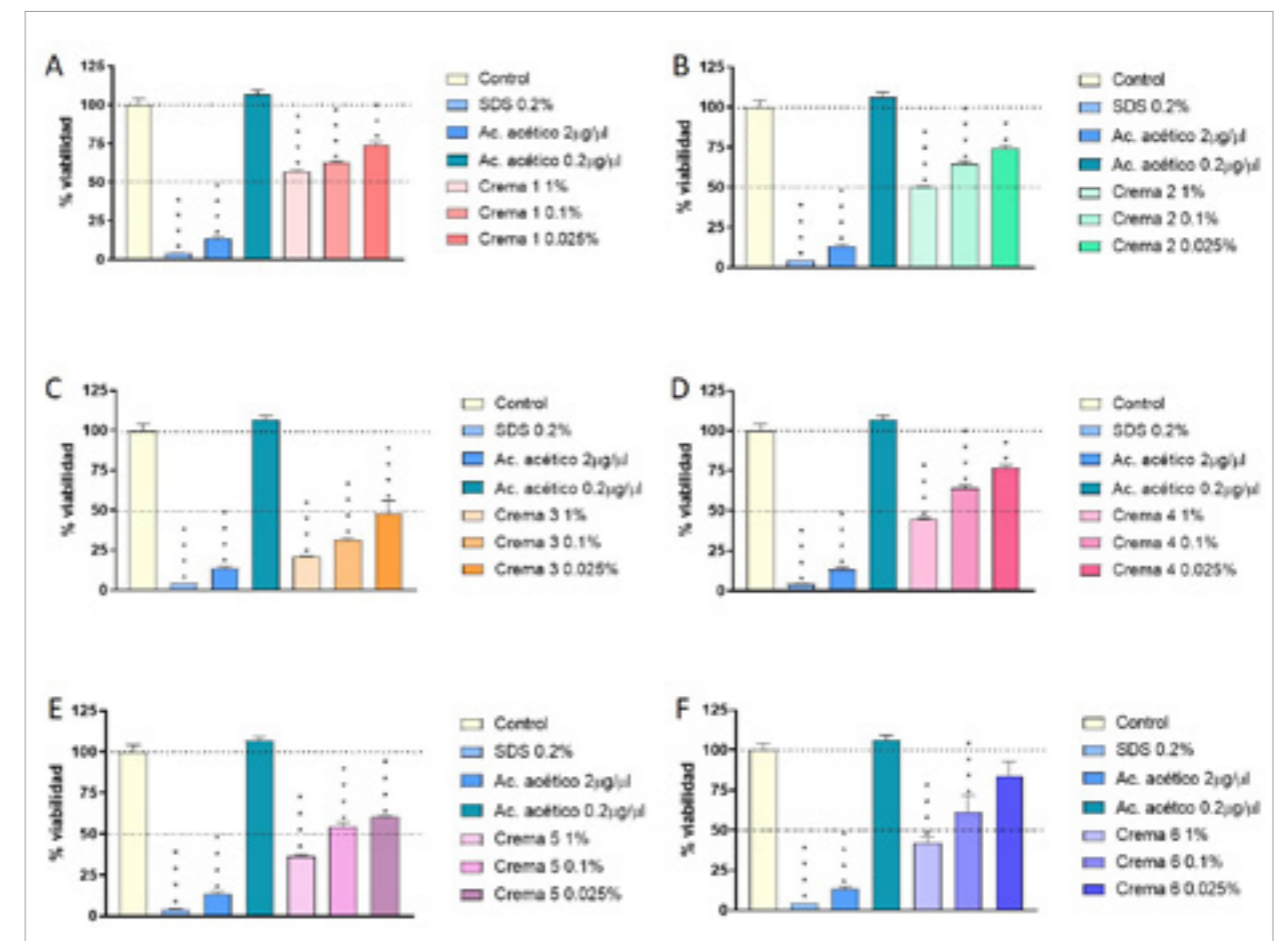 A
125
100
75
50
25
0
% viabilidad
Control
SDS 0.2%
Ac. acético 2µg/µl
Ac. acético 0.2µg/µl
Crema 1 1%
Crema 1 0.1%
Crema 1 0.025%
B
125
100
75
50
25
0
% viabilidad
Control
SDS 0.2%
Ac. acético 2µg/µl
Ac. acético 0.2µg/µl
Crema 2 1%
Crema 2 0.1%
Crema 2 0.025%
C
125
100
75
50
25
0
% viabilidad
Control
SDS 0.2%
Ac. acético 2µg/µl
Ac. acético 0.2µg/µl
Crema 3 1%
Crema 3 0.1%
Crema 3 0.025%
D
125
100
75
50
25
0
% viabilidad
Control
SDS 0.2%
Ac. acético 2µg/µl
Ac. acético 0.2µg/µl
Crema 4 1%
Crema 4 0.1%
Crema 4 0.025%
E
125
100
75
50
25
0
% viabilidad
Control
SDS 0.2%
Ac. acético 2µg/µl
Ac. acético 0.2µg/µl
Crema 5 1%
Crema 5 0.1%
Crema 5 0.025%
F
125
100
75
50
25
0
% viabilidad
Control
SDS 0.2%
Ac. acético 2µg/µl
Ac. acétco 0.2µg/µl
Crema 6 1%
Crema 6 0.1%
Crema 6 0.025%